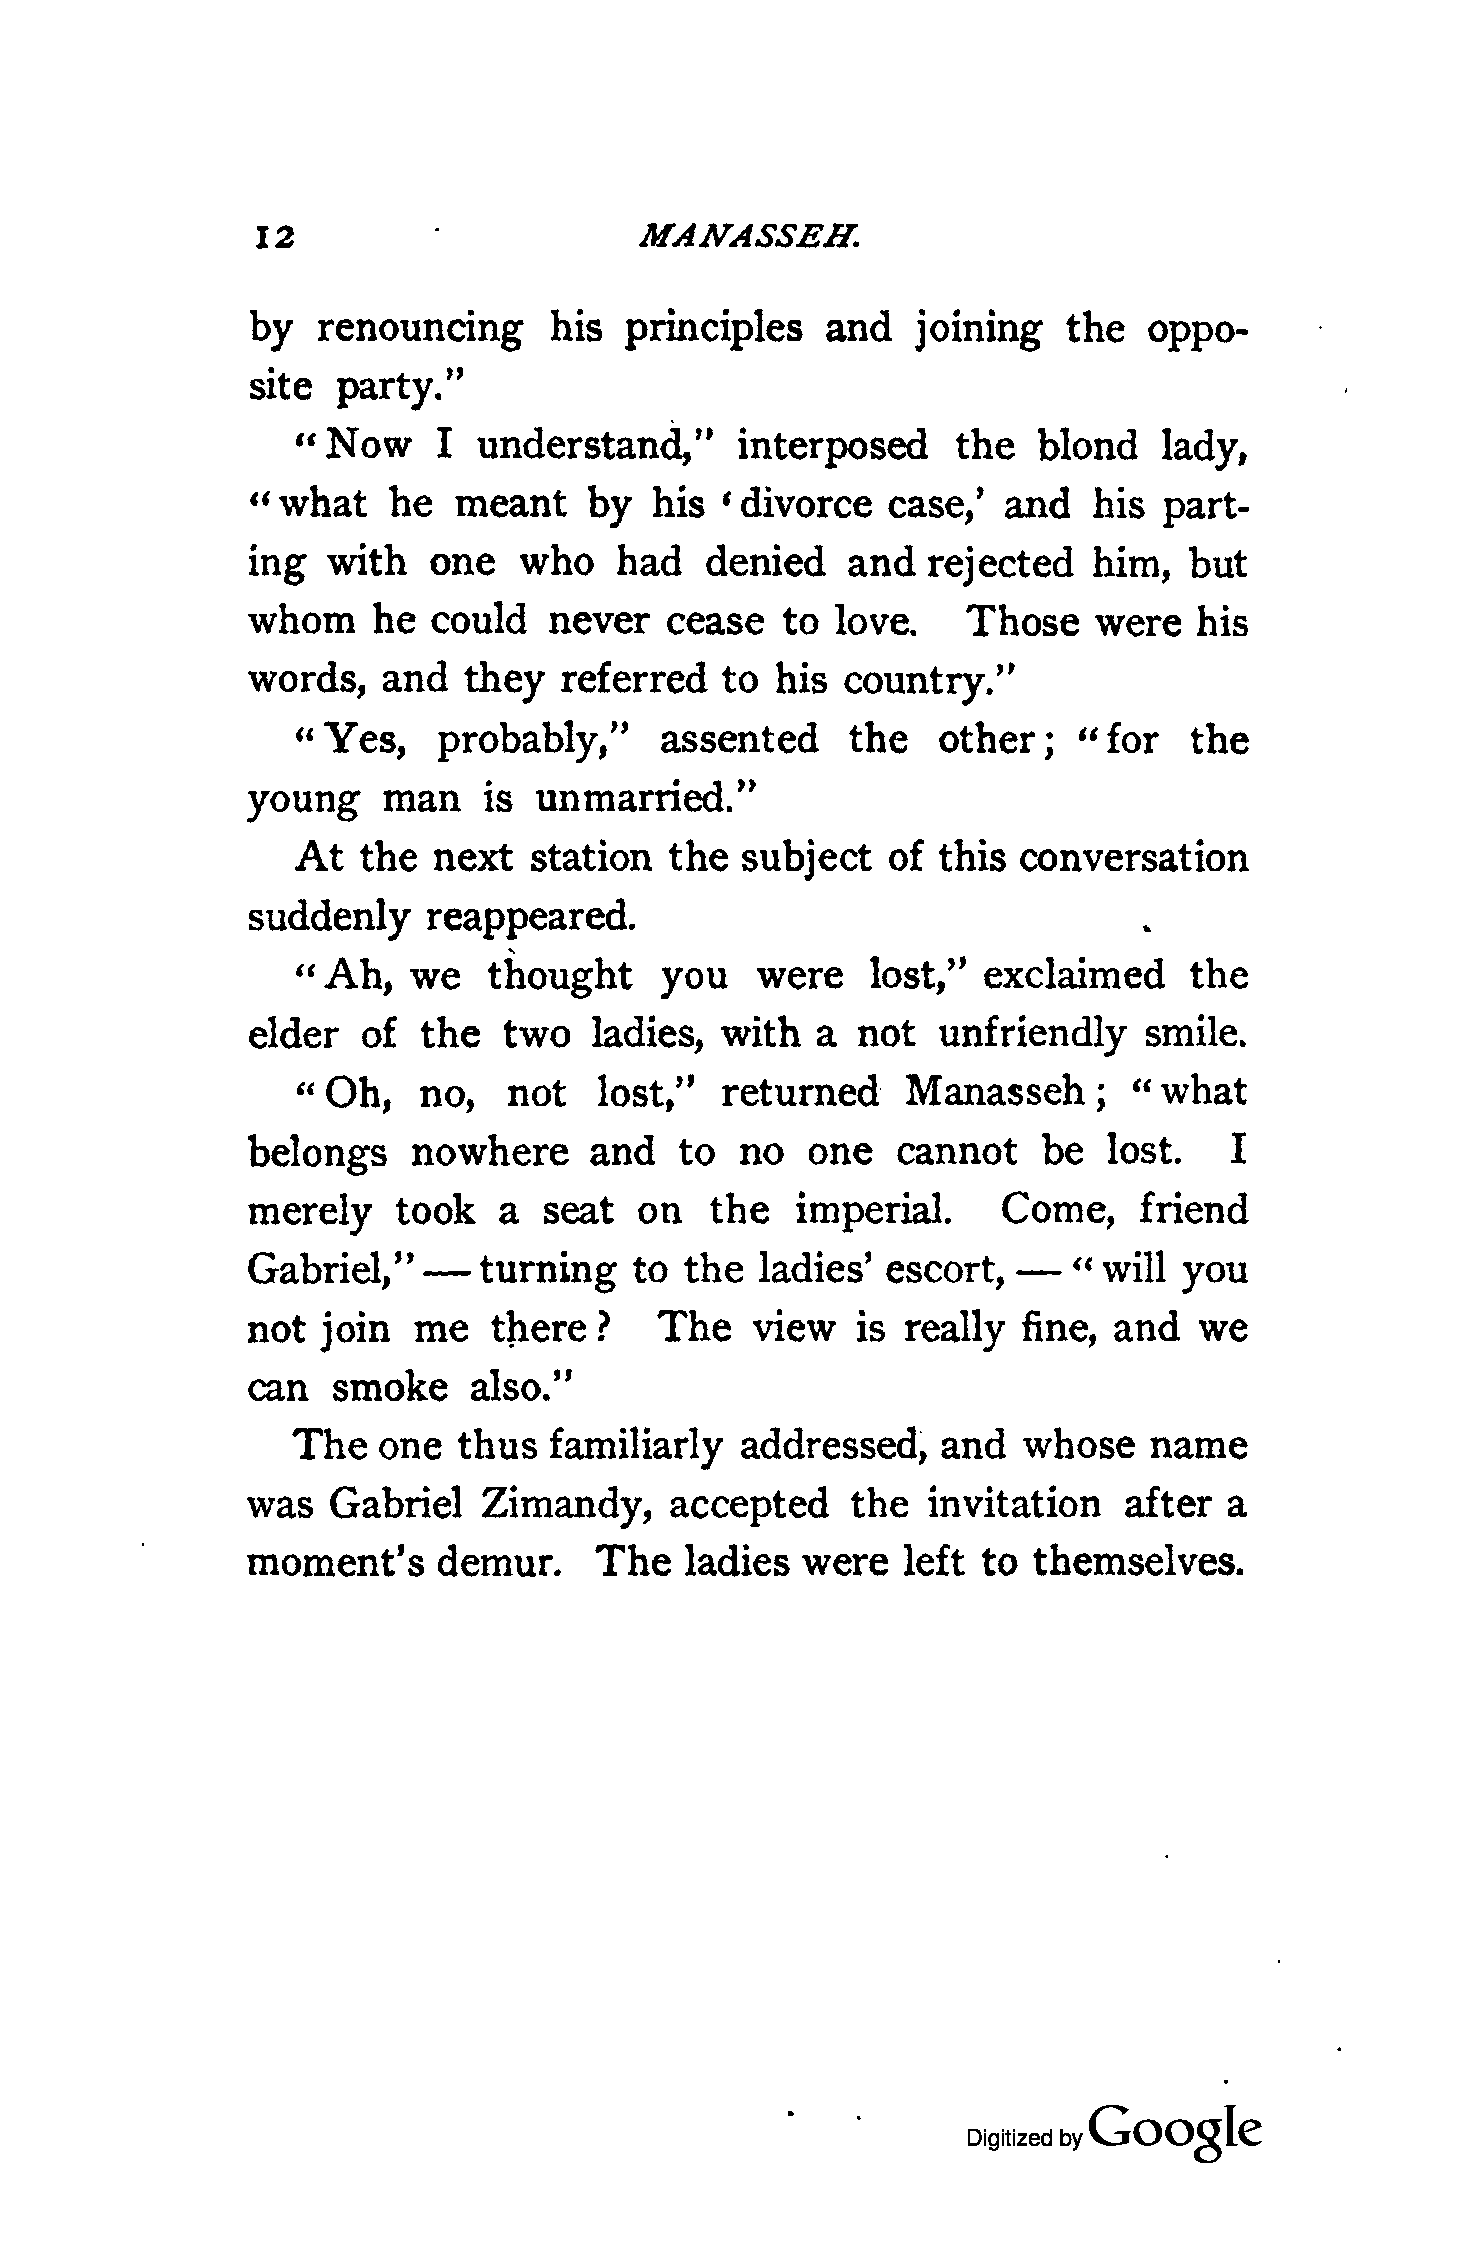 12 MANASSEH.
by renouncing his principles and joining the oppo-
site party."
"Now I understand," interposed the blond lady,
"what he meant by his 'divorce case,' and his part-
ing with one who had denied and rejected him, but
whom he could never cease to love. Those were his
words, and they referred to his country."
"Yes, probably," assented the other; "for the
young man is unmarried."
At the next station the subject of this conversation
suddenly reappeared.
"Ah, we thought you were lost," exclaimed the
elder of the two ladies, with a not unfriendly smile.
"Oh, no, not lost," returned Manasseh; "what
belongs nowhere and to no one cannot be lost. I
merely took a seat on the imperial. Come, friend
Gabriel,"—turning to the ladies' escort,—"will you
not join me there? The view is really fine, and we
can smoke also."
The one thus familiarly addressed, and whose name
was Gabriel Zimandy, accepted the invitation after a
moment's demur. The ladies were left to themselves.
Digitized by Google